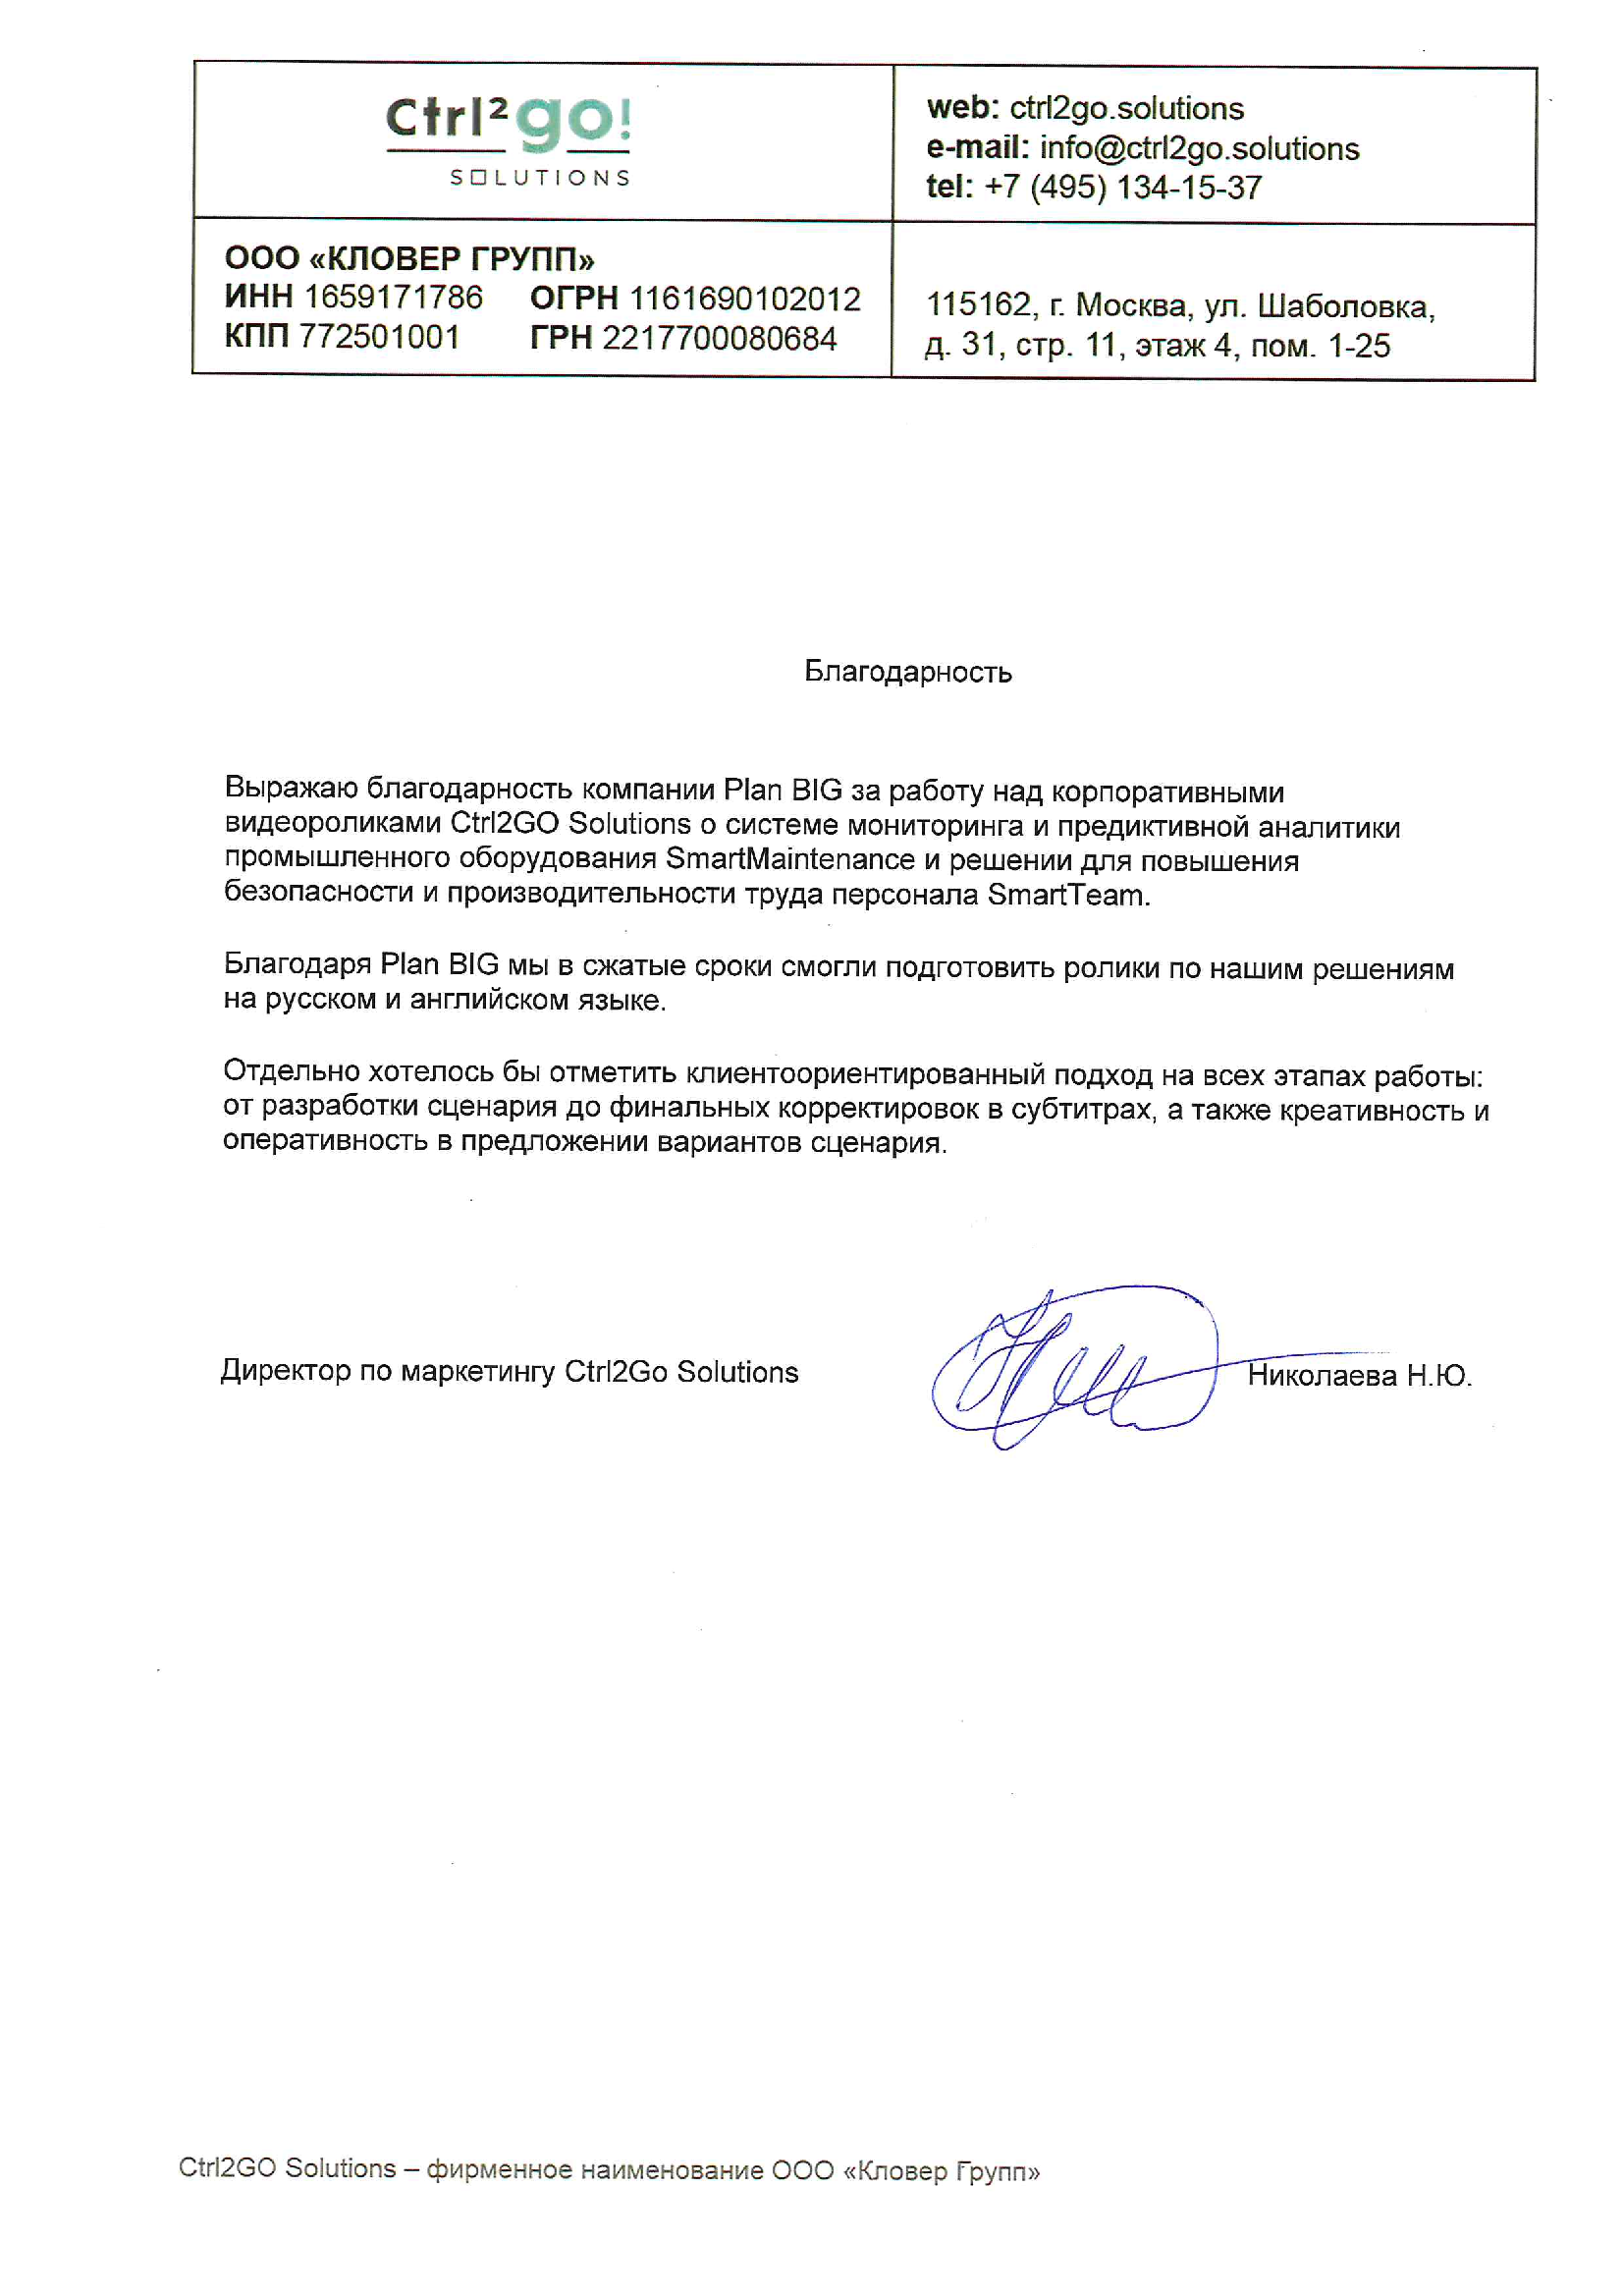 Ctrl²go!
SOLUTIONS
web: ctrl2go.solutions
e-mail: info@ctrl2go.solutions
tel: +7 (495) 134-15-37
ООО «КЛОВЕР ГРУПП»
ИНН 1659171786 ОГРН 1161690102012
КПП 772501001 ГРН 2217700080684
115162, г. Москва, ул. Шаболовка,
д. 31, стр. 11, этаж 4, пом. 1-25
Благодарность
Выражаю благодарность компании Plan BIG за работу над корпоративными
видеороликами Ctrl2GO Solutions о системе мониторинга и предиктивной аналитики
промышленного оборудования SmartMaintenance и решении для повышения
безопасности и производительности труда персонала SmartTeam.
Благодаря Plan BIG мы в сжатые сроки смогли подготовить ролики по нашим решениям
на русском и английском языке.
Отдельно хотелось бы отметить клиентоориентированный подход на всех этапах работы:
от разработки сценария до финальных корректировок в субтитрах, а также креативность и
оперативность в предложении вариантов сценария.
Директор по маркетингу Ctrl2Go Solutions
Николаева Н.Ю.
Ctrl2GO Solutions – фирменное наименование ООО «Кловер Групп»